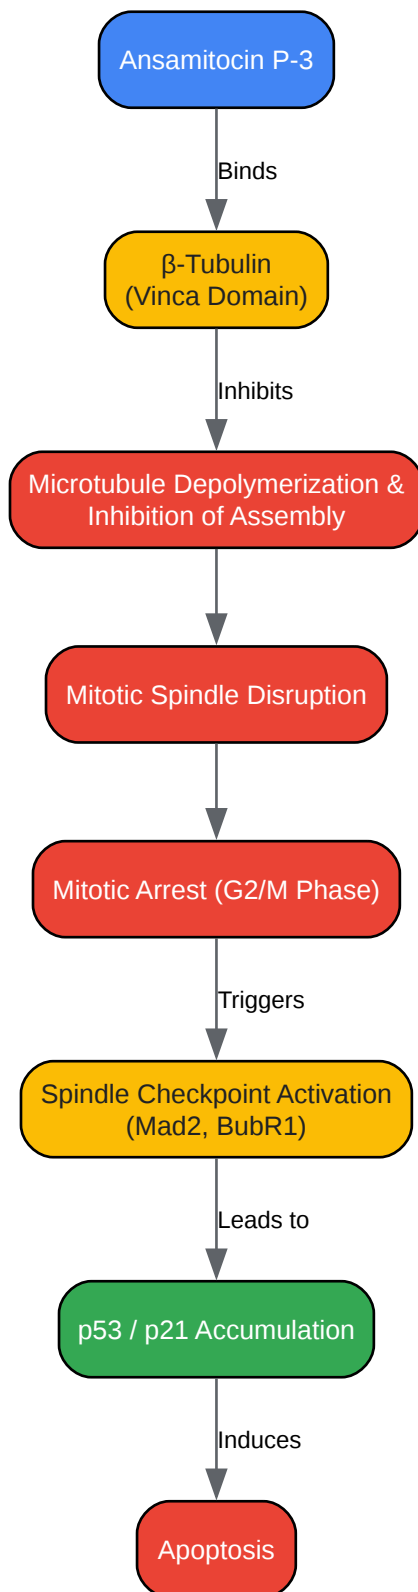 Ansamitocin P-3
Binds
β-Tubulin
(Vinca Domain)
Inhibits
Microtubule Depolymerization &
Inhibition of Assembly
Mitotic Spindle Disruption
Mitotic Arrest (G2/M Phase)
Triggers
Spindle Checkpoint Activation
(Mad2, BubR1)
Leads to
p53 / p21 Accumulation
Induces
Apoptosis